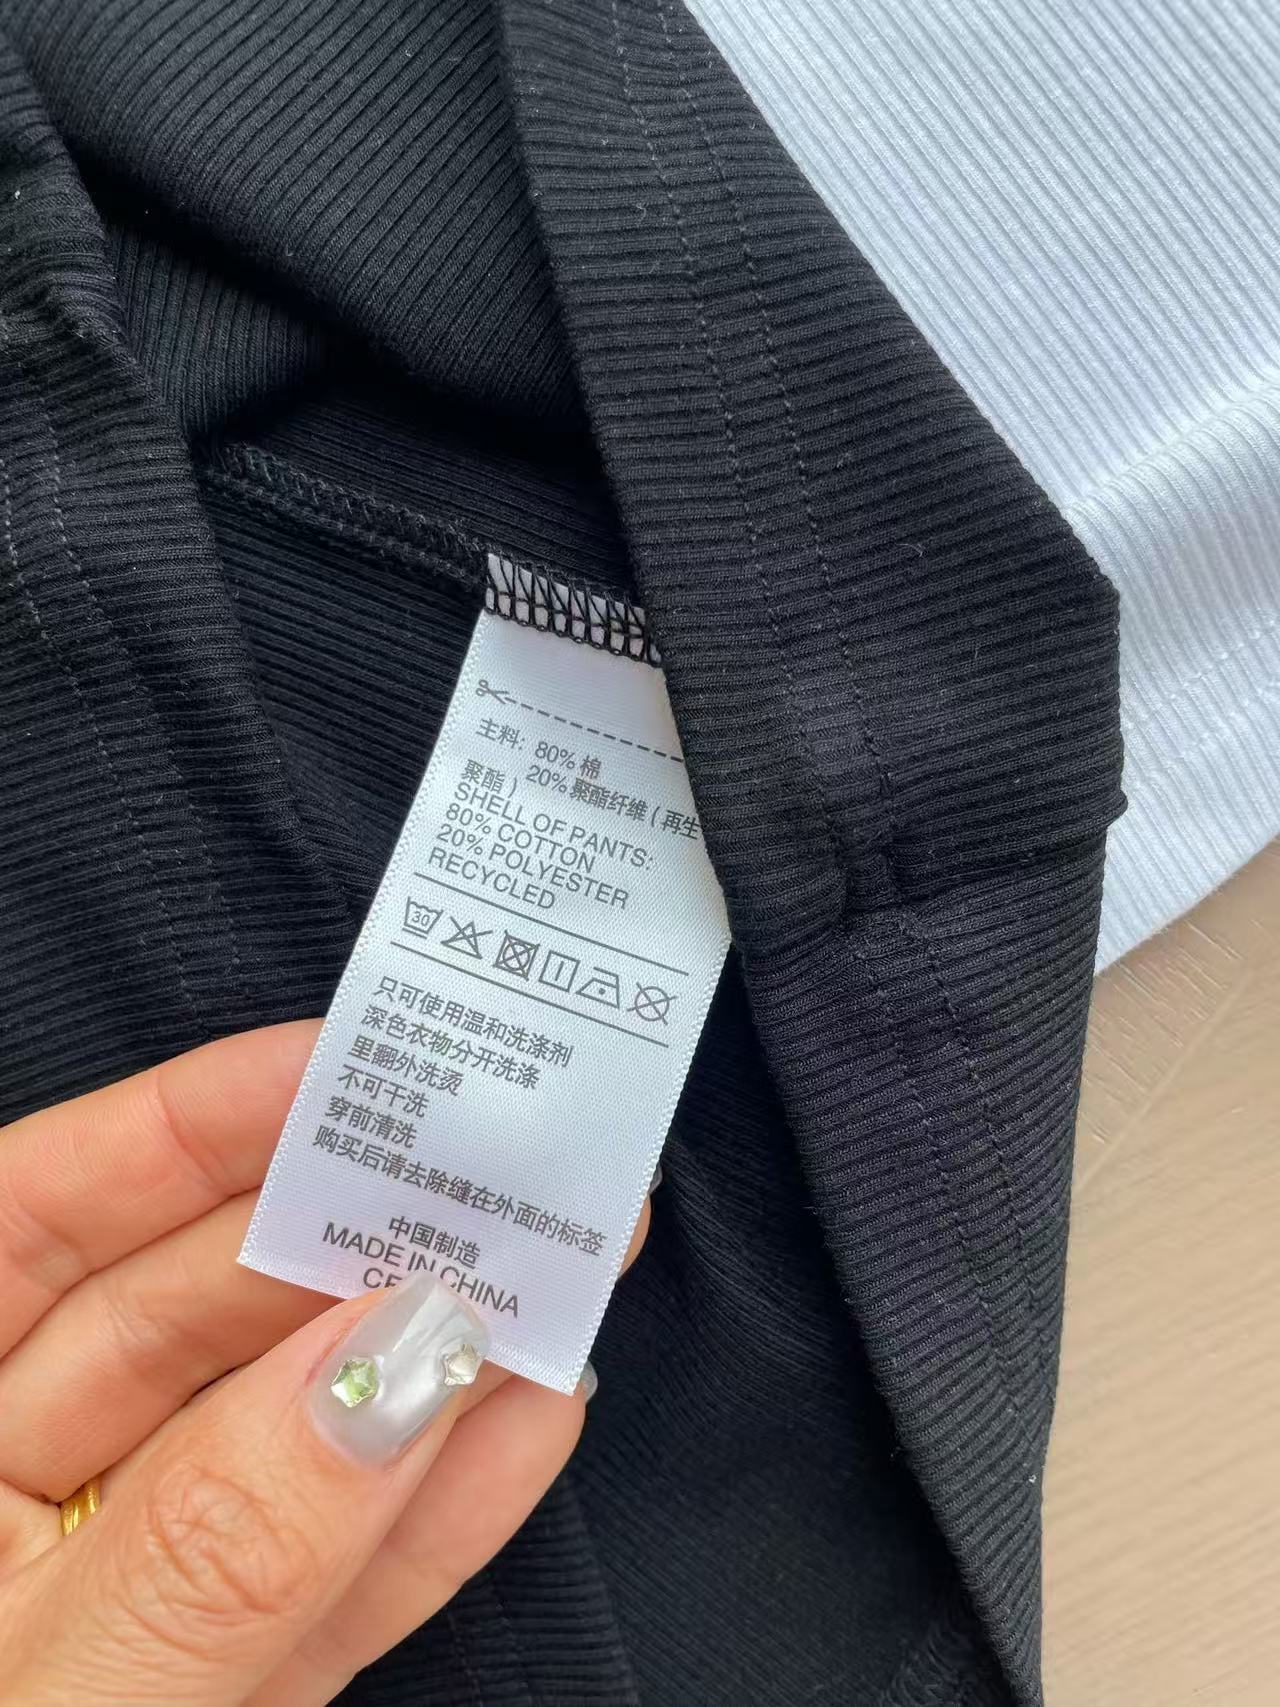 主料: 80% 棉
20% 聚酯纤维 ( 再生
聚酯 )
SHELL OF PANTS:
80% COTTON
20% POLYESTER
RECYCLED
30
只可使用温和洗涤剂
深色衣物分开洗涤
里翻外洗烫
不可干洗
穿前清洗
购买后请去除缝在外面的标签
中国制造
MADE IN CHINA